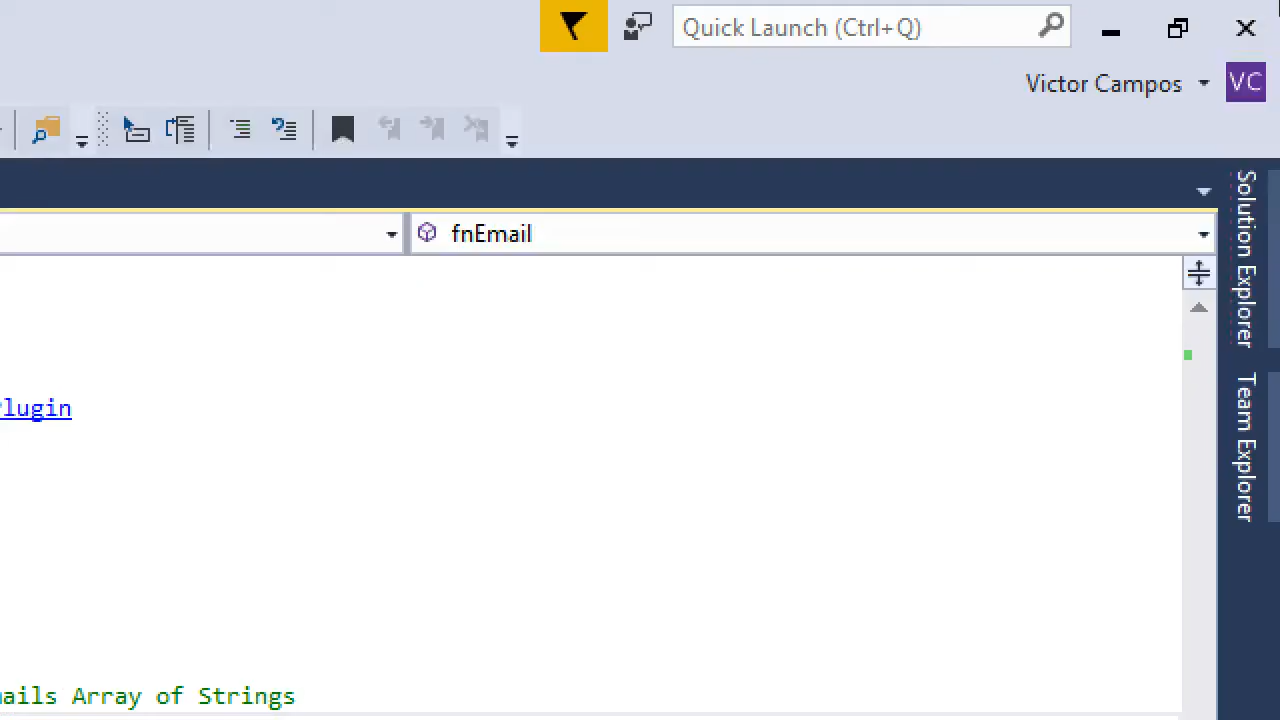 Quick Launch (Ctrl+Q)
Victor Campos
VC
fnEmail
Solution Explorer
Team Explorer
lugin
ails Array of Strings